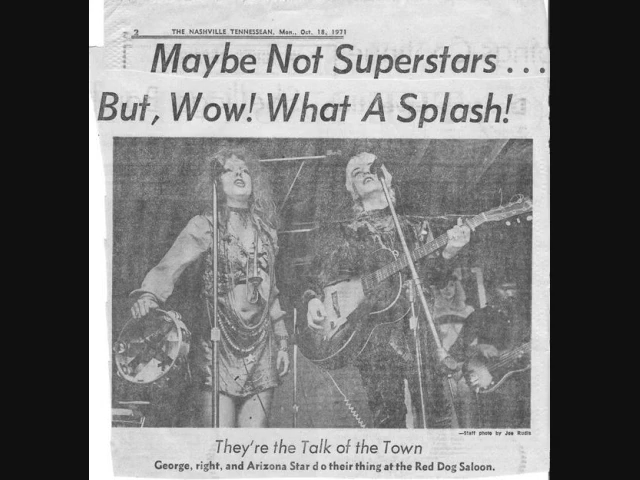 2 THE NASHVILLE TENNESSEAN, Mon., Oct. 18, 1971
Maybe Not Superstars ...
But, Wow! What A Splash!
—Staff photo by Joe Rudis
They're the Talk of the Town
George, right, and Arizona Star do their thing at the Red Dog Saloon.